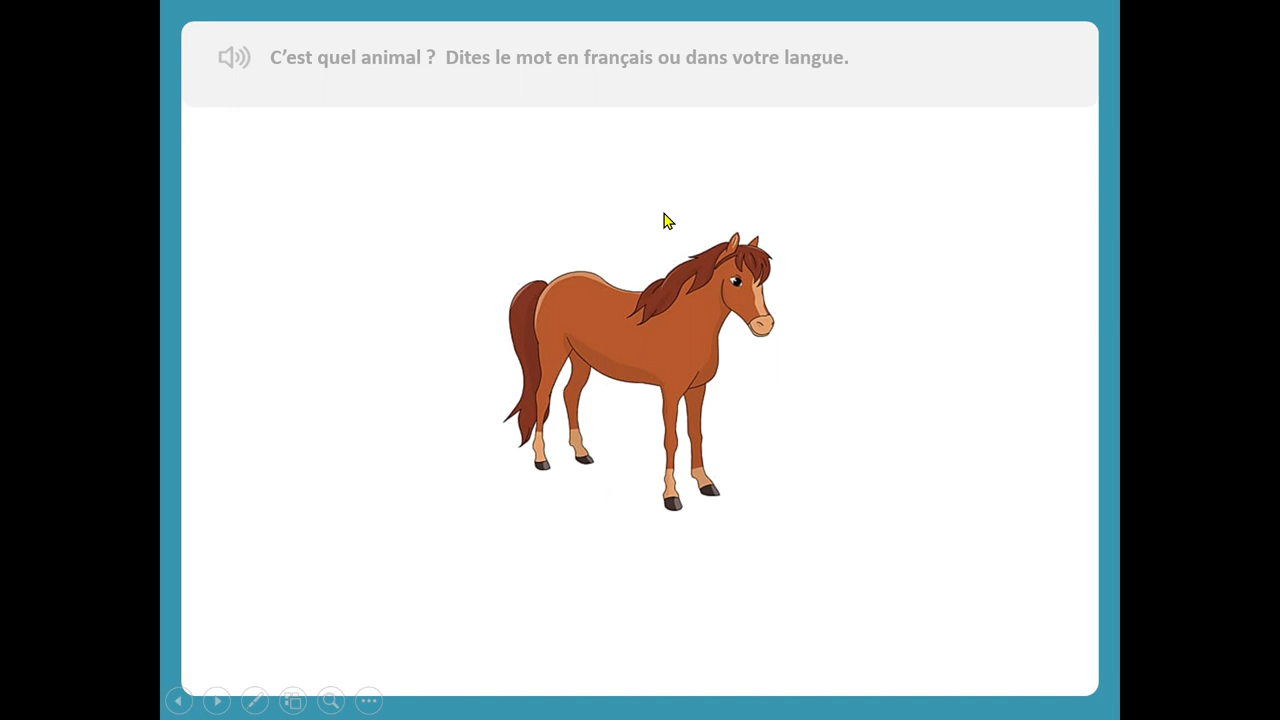 C’est quel animal ?  Dites le mot en français ou dans votre langue.